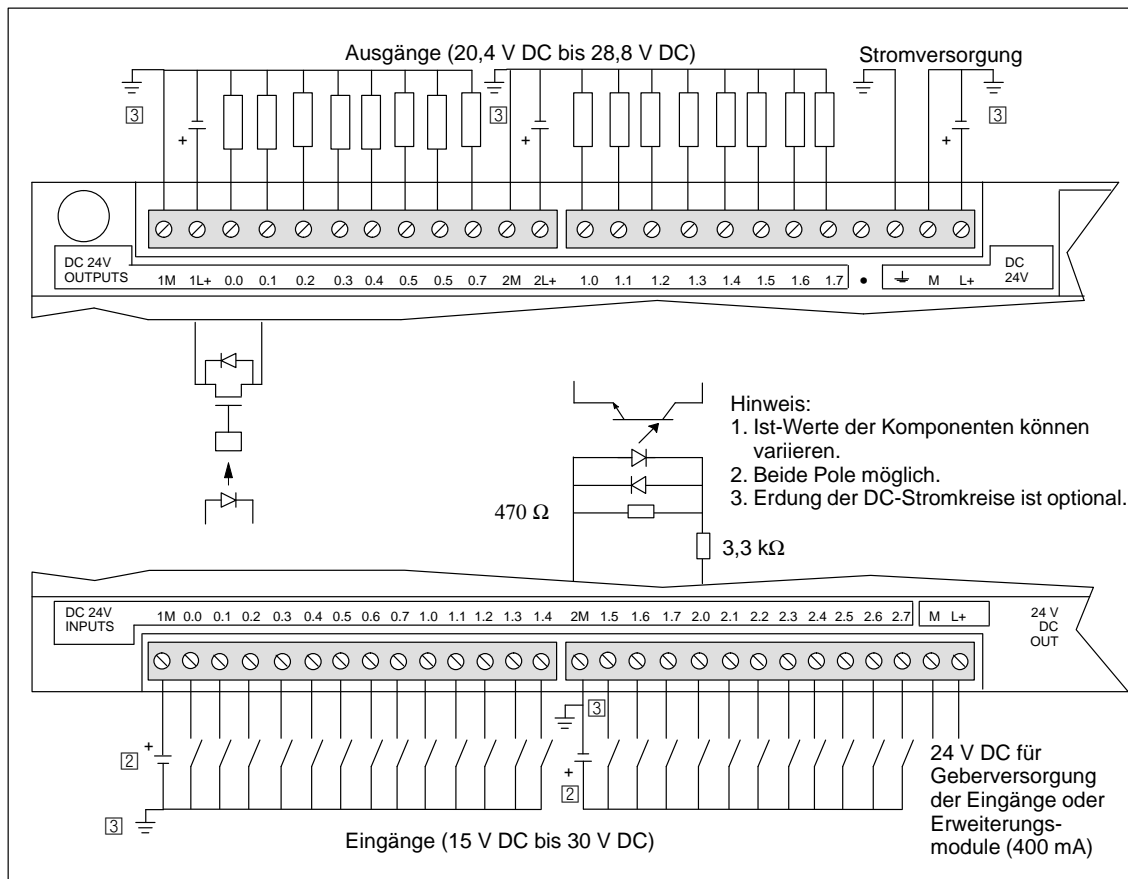 Ausgänge (20,4 V DC bis 28,8 V DC)
Stromversorgung
3
3
3
+
+
+
DC 24V
OUTPUTS
1M 1L+ 0.0 0.1 0.2 0.3 0.4 0.5 0.5 0.7 2M 2L+ 1.0 1.1 1.2 1.3 1.4 1.5 1.6 1.7 • M L+
DC
24V
Hinweis:
1. Ist-Werte der Komponenten können
variieren.
2. Beide Pole möglich.
3. Erdung der DC-Stromkreise ist optional.
470 Ω
3,3 kΩ
DC 24V
INPUTS
1M 0.0 0.1 0.2 0.3 0.4 0.5 0.6 0.7 1.0 1.1 1.2 1.3 1.4 2M 1.5 1.6 1.7 2.0 2.1 2.2 2.3 2.4 2.5 2.6 2.7 M L+
24 V
DC
OUT
3
+
2
+
2
3
24 V DC für
Geberversorgung
der Eingänge oder
Erweiterungs-
module (400 mA)
Eingänge (15 V DC bis 30 V DC)